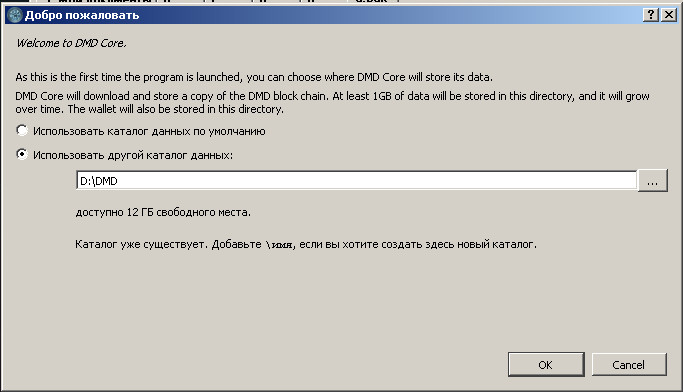 Добро пожаловать
Welcome to DMD Core.
As this is the first time the program is launched, you can choose where DMD Core will store its data.
DMD Core will download and store a copy of the DMD block chain. At least 1GB of data will be stored in this directory, and it will grow
over time. The wallet will also be stored in this directory.
Использовать каталог данных по умолчанию
Использовать другой каталог данных:
D:\DMD
...
доступно 12 ГБ свободного места.
Каталог уже существует. Добавьте \имя, если вы хотите создать здесь новый каталог.
OK
Cancel